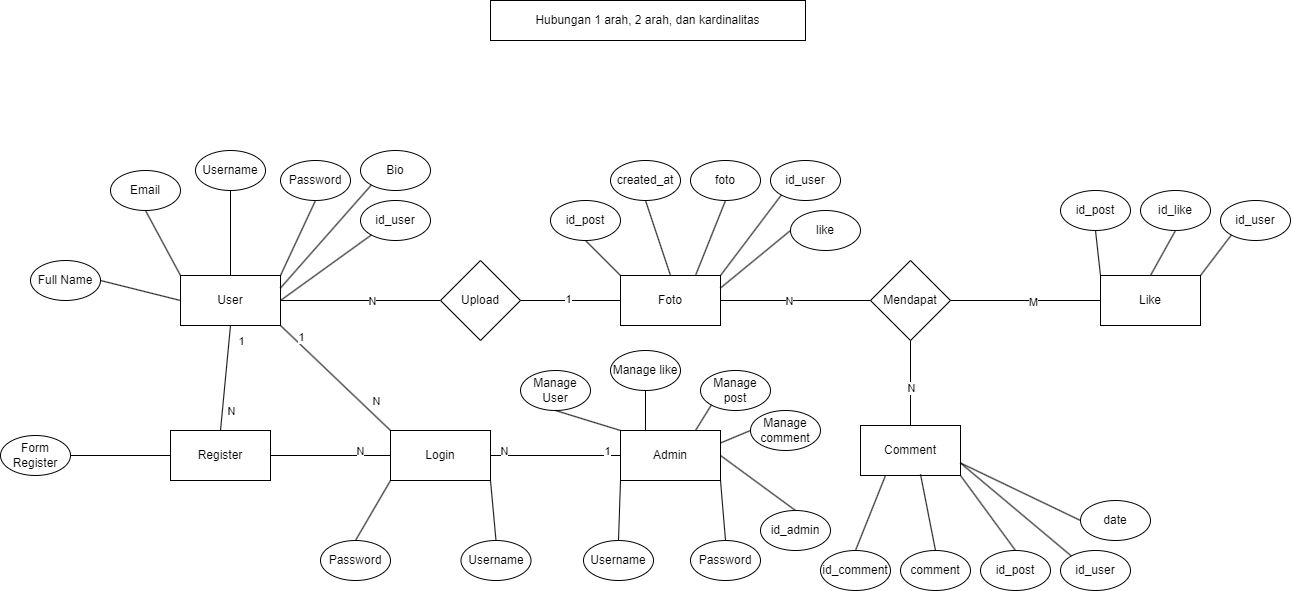 Hubungan 1 arah, 2 arah, dan kardinalitas
Email
Username
Password
Bio
id_user
Full Name
User
N
Upload
1
id_post
created_at
foto
id_user
like
Foto
N
Mendapat
M
id_post
id_like
id_user
Like
1
N
1
N
N
Form
Register
Register
N
Login
N
1
Password
Username
Manage
User
Manage like
Manage
post
Manage
comment
Admin
id_admin
Username
Password
Comment
id_comment
comment
id_post
id_user
date